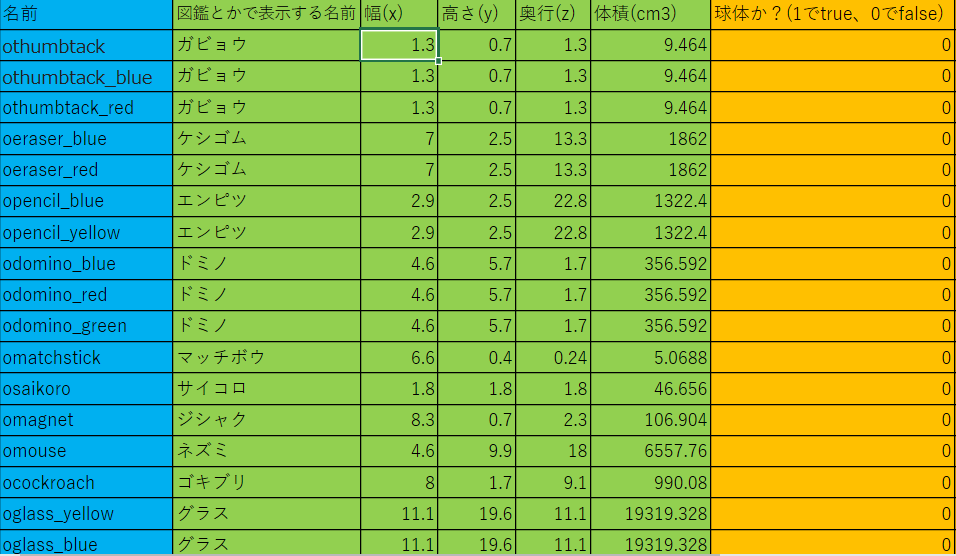 名前 図鑑とかで表示する名前 幅(x) 高さ(y) 奥行(z) 体積(cm3) 球体か？(1でtrue、0でfalse)
othumbtack ガビョウ 1.3 0.7 1.3 9.464 0
othumbtack_blue ガビョウ 1.3 0.7 1.3 9.464 0
othumbtack_red ガビョウ 1.3 0.7 1.3 9.464 0
oeraser_blue ケシゴム 7 2.5 13.3 1862 0
oeraser_red ケシゴム 7 2.5 13.3 1862 0
opencil_blue エンピツ 2.9 2.5 22.8 1322.4 0
opencil_yellow エンピツ 2.9 2.5 22.8 1322.4 0
odomino_blue ドミノ 4.6 5.7 1.7 356.592 0
odomino_red ドミノ 4.6 5.7 1.7 356.592 0
odomino_green ドミノ 4.6 5.7 1.7 356.592 0
omatchstick マッチボウ 6.6 0.4 0.24 5.0688 0
osaikoro サイコロ 1.8 1.8 1.8 46.656 0
omagnet ジシャク 8.3 0.7 2.3 106.904 0
omouse ネズミ 4.6 9.9 18 6557.76 0
ocockroach ゴキブリ 8 1.7 9.1 990.08 0
oglass_yellow グラス 11.1 19.6 11.1 19319.328 0
oglass_blue グラス 11.1 19.6 11.1 19319.328 0